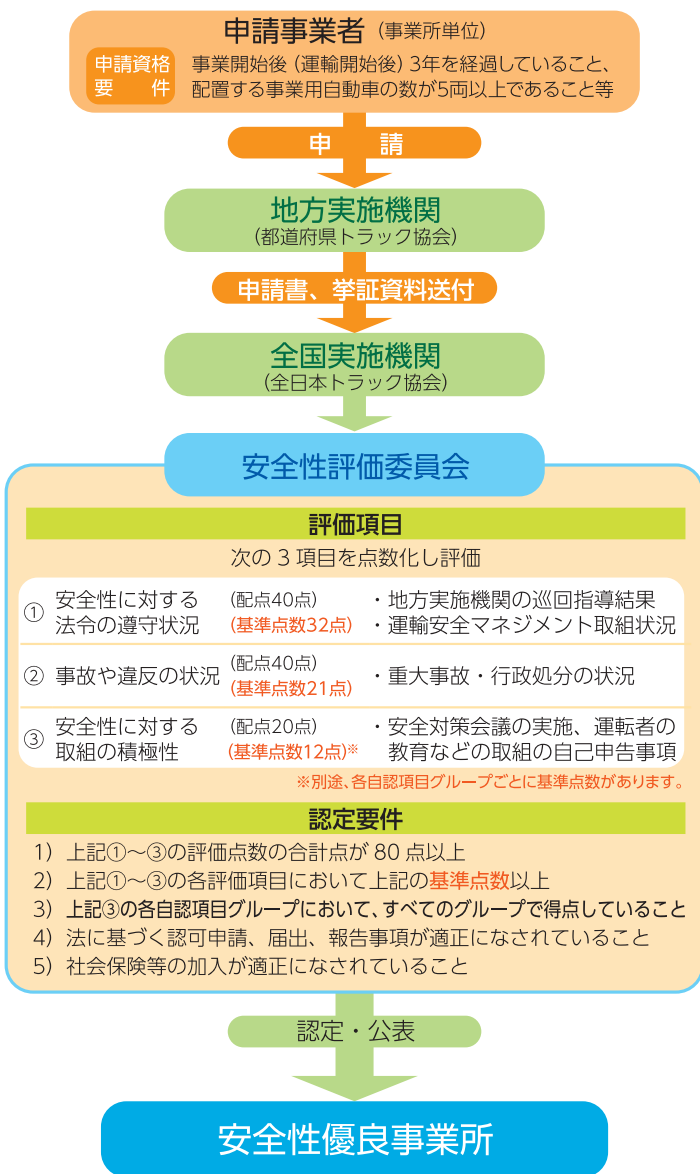 申請事業者（事業所単位）
申請資格要件
事業開始後（運輸開始後）3年を経過していること、
配置する事業用自動車の数が5両以上であること等
申請
地方実施機関
（都道府県トラック協会）
申請書、挙証資料送付
全国実施機関
（全日本トラック協会）
安全性評価委員会
評価項目
次の3項目を点数化し評価
① 安全性に対する法令の遵守状況
（配点40点）
（基準点数32点）
・地方実施機関の巡回指導結果
・運輸安全マネジメント取組状況
② 事故や違反の状況
（配点40点）
（基準点数21点）
・重大事故・行政処分の状況
③ 安全性に対する取組の積極性
（配点20点）
（基準点数12点）※
・安全対策会議の実施、運転者の
教育などの取組の自己申告事項
※別途、各自認項目グループごとに基準点数があります。
認定要件
1）上記①〜③の評価点数の合計点が 80 点以上
2）上記①〜③の各評価項目において上記の基準点数以上
3）上記③の各自認項目グループにおいて、すべてのグループで得点していること
4）法に基づく認可申請、届出、報告事項が適正になされていること
5）社会保険等の加入が適正になされていること
認定・公表
安全性優良事業所